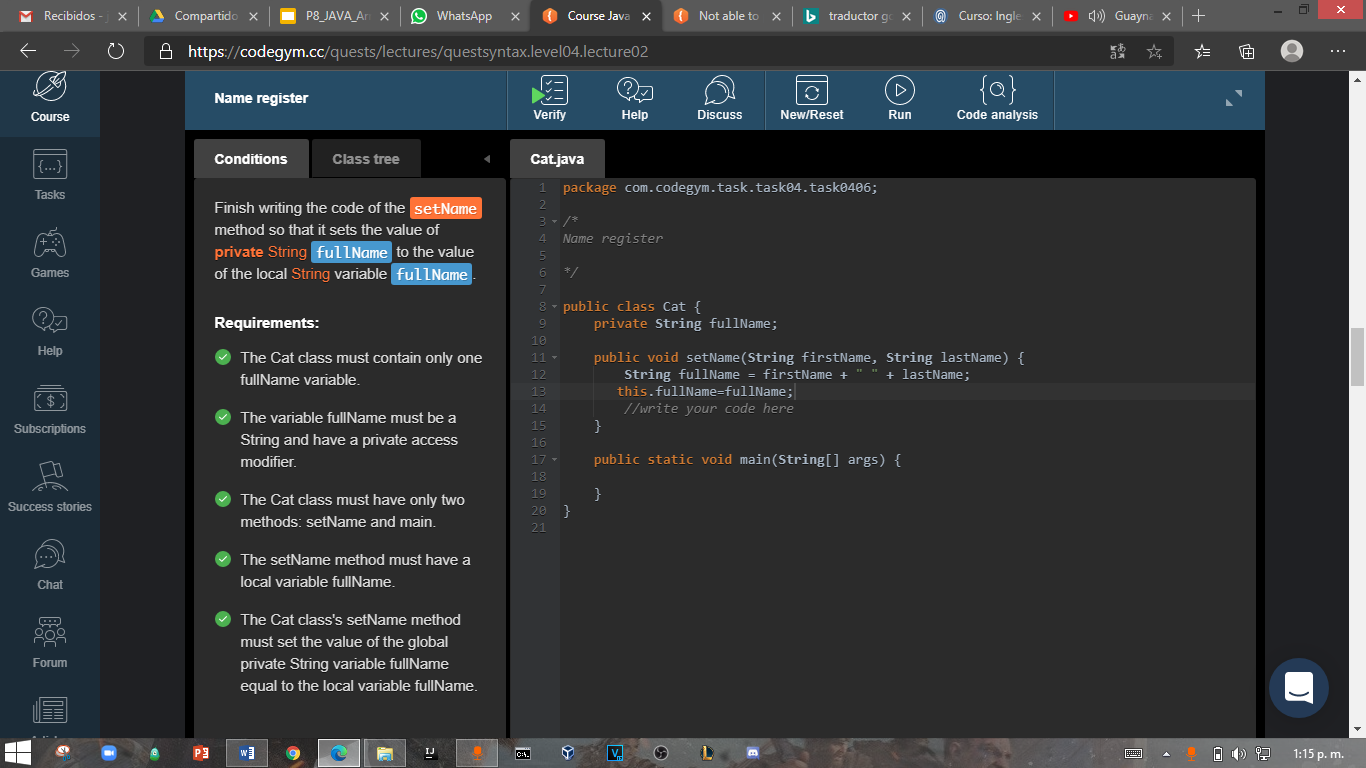 Recibidos - J
Compartido
P8_JAVA_Ar
WhatsApp
Course Java
Not able to
traductor go
Curso: Ingle
Guayna
https://codegym.cc/quests/lectures/questsyntax.level04.lecture02
Course
Tasks
Games
Help
Subscriptions
Success stories
Chat
Forum
Name register
Verify
Help
Discuss
New/Reset
Run
Code analysis
Conditions
Class tree
Finish writing the code of the setName
method so that it sets the value of
private String fullName to the value
of the local String variable fullName.
Requirements:
The Cat class must contain only one
fullName variable.
The variable fullName must be a
String and have a private access
modifier.
The Cat class must have only two
methods: setName and main.
The setName method must have a
local variable fullName.
The Cat class's setName method
must set the value of the global
private String variable fullName
equal to the local variable fullName.
Cat.java
1 package com.codegym.task.task04.task0406;
2
3 /*
4 Name register
5
6 */
7
8 public class Cat {
9 private String fullName;
10
11 public void setName(String firstName, String lastName) {
12 String fullName = firstName + " " + lastName;
13 this.fullName=fullName;
14 //write your code here
15 }
16
17 public static void main(String[] args) {
18
19 }
20 }
21
1:15 p. m.